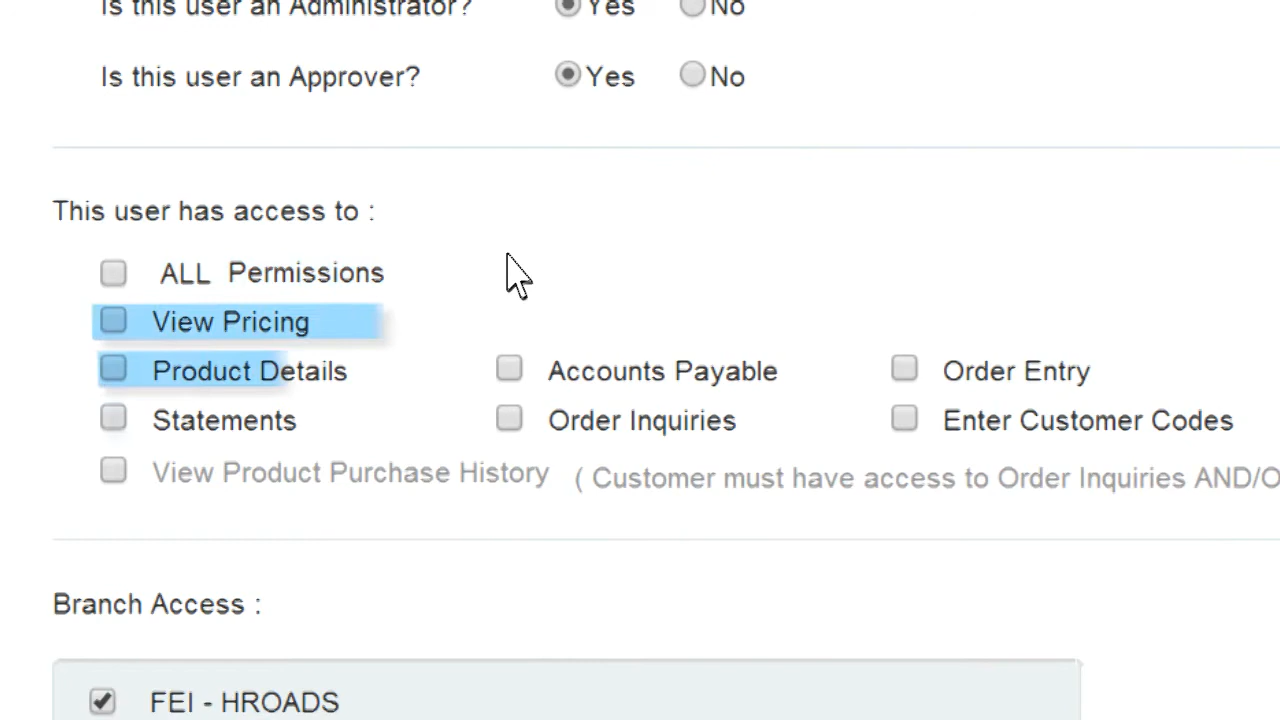 Is this user an Administrator? Yes No
Is this user an Approver? Yes No
This user has access to :
ALL Permissions
View Pricing
Product Details Accounts Payable Order Entry
Statements Order Inquiries Enter Customer Codes
View Product Purchase History ( Customer must have access to Order Inquiries AND/O
Branch Access :
FEI - HROADS